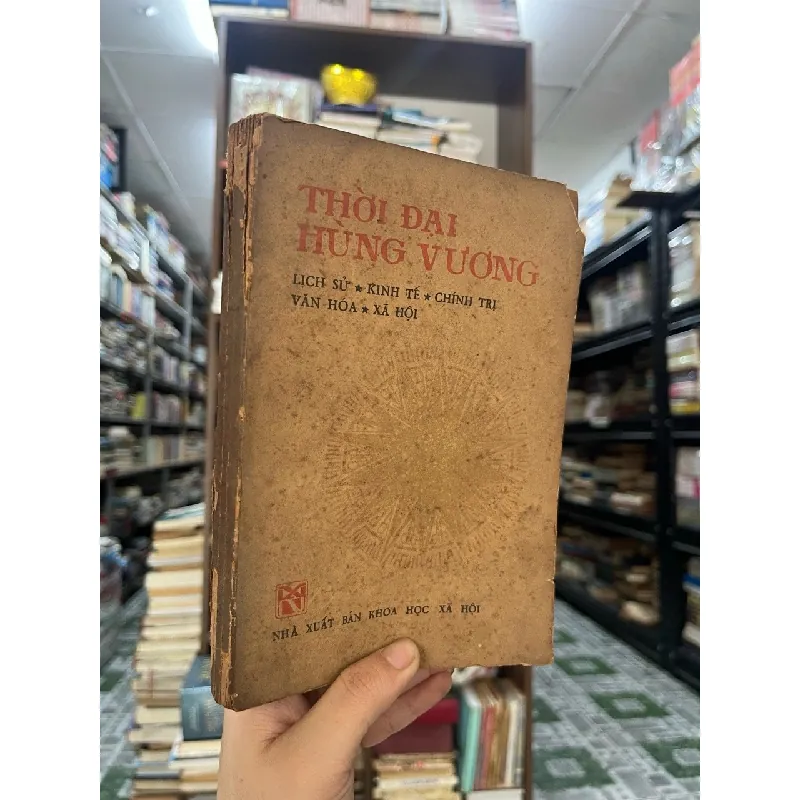 THỜI ĐẠI
HÙNG VƯƠNG
LỊCH SỬ ★ KINH TẾ ★ CHÍNH TRỊ
VĂN HÓA ★ XÃ HỘI
NHÀ XUẤT BẢN KHOA HỌC XÃ HỘI